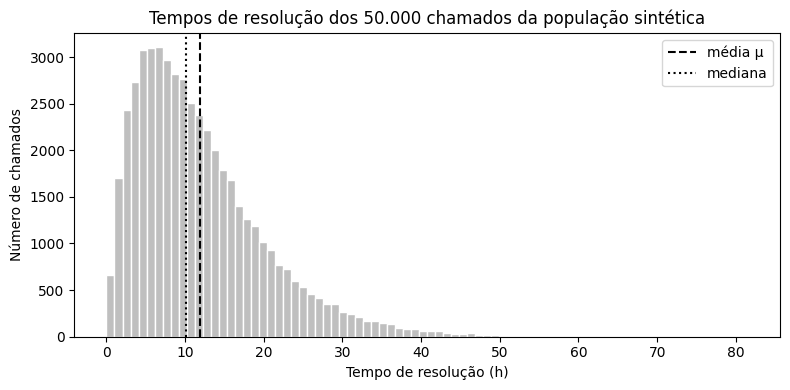 Tempos de resolução dos 50.000 chamados da população sintética
média μ
mediana
Número de chamados
3000
2500
2000
1500
1000
500
0
0 10 20 30 40 50 60 70 80
Tempo de resolução (h)